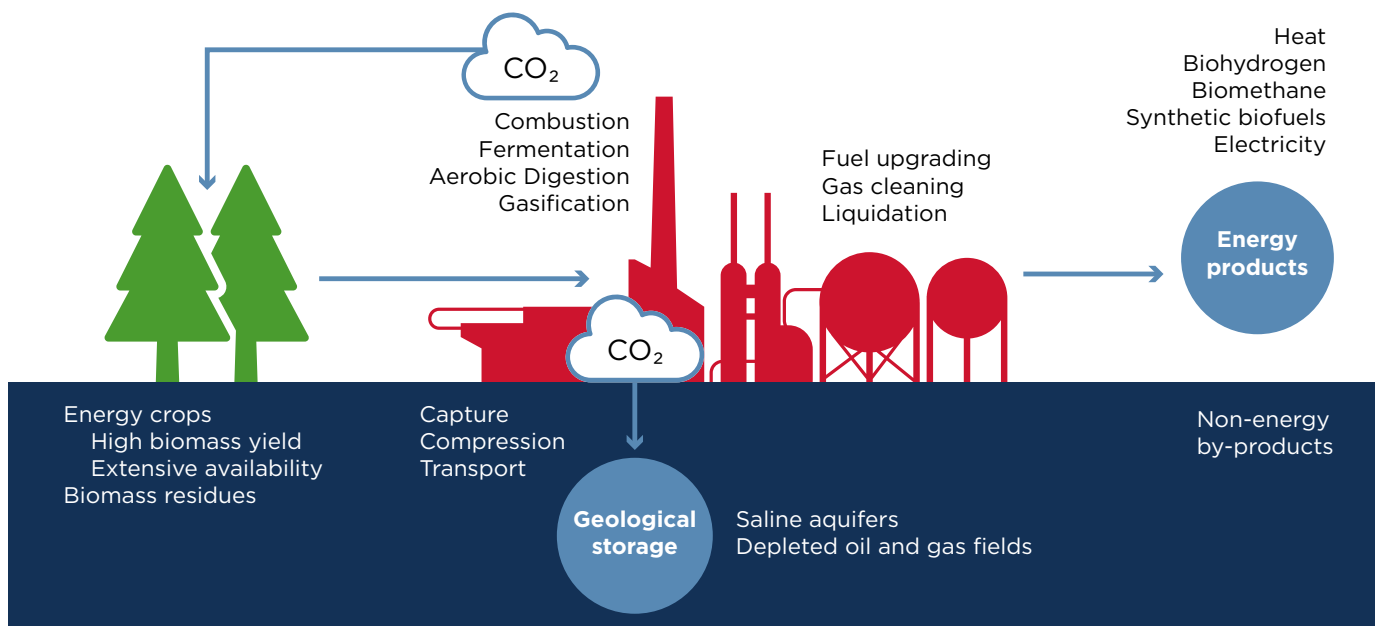 CO₂
Combustion
Fermentation
Aerobic Digestion
Gasification
Fuel upgrading
Gas cleaning
Liquidation
Heat
Biohydrogen
Biomethane
Synthetic biofuels
Electricity
Energy
products
CO₂
Energy crops
High biomass yield
Extensive availability
Biomass residues
Capture
Compression
Transport
Geological
storage
Saline aquifers
Depleted oil and gas fields
Non-energy
by-products